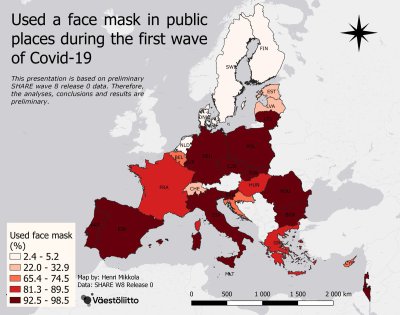 Used a face mask in public
places during the first wave
of Covid-19
This presentation is based on preliminary
SHARE wave 8 release 0 data. Therefore,
the analyses, conclusions and results are
preliminary.
FIN
SWE
EST
LVA
NLD
BEL
FRA
HUN
MLT
Used face mask
(%)
2.4 - 5.2
22.0 - 32.9
65.4 - 74.5
81.3 - 89.5
92.5 - 98.5
Map by: Henri Mikkola
Data: SHARE W8 Release 0
Väestöliitto
0 500 1 000 1 500 2 000 km